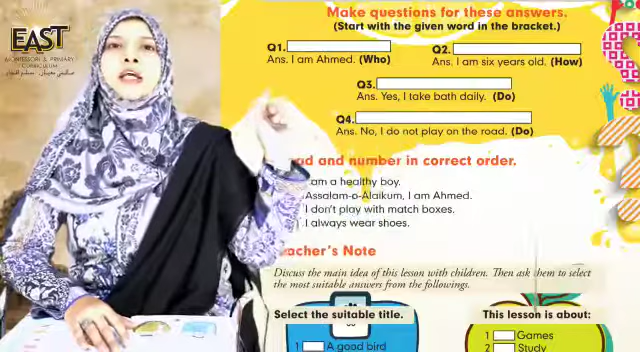 EAST
MONTESSORI & PRIMARY
CURRICULUM
Make questions for these answers.
(Start with the given word in the bracket.)
Q1.
Ans. I am Ahmed. (Who)
Q2.
Ans. I am six years old. (How)
Q3.
Ans. Yes, I take bath daily. (Do)
Q4.
Ans. No, I do not play on the road. (Do)
ad and number in correct order.
am a healthy boy.
Assalam-o-Alaikum, I am Ahmed.
I don't play with match boxes.
I always wear shoes.
acher's Note
Discuss the main idea of this lesson with children. Then ask them to select
the most suitable answers from the followings.
Select the suitable title.
1 A good bird
This lesson is about:
1 Games
2 Study